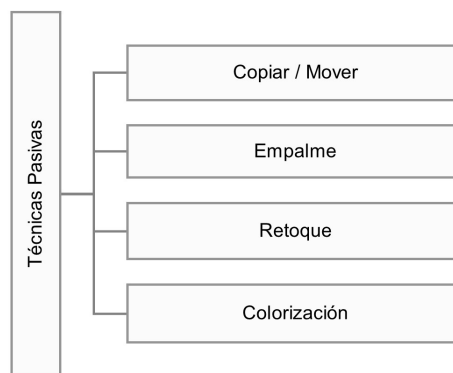 Técnicas Pasivas
Copiar / Mover
Empalme
Retoque
Colorización